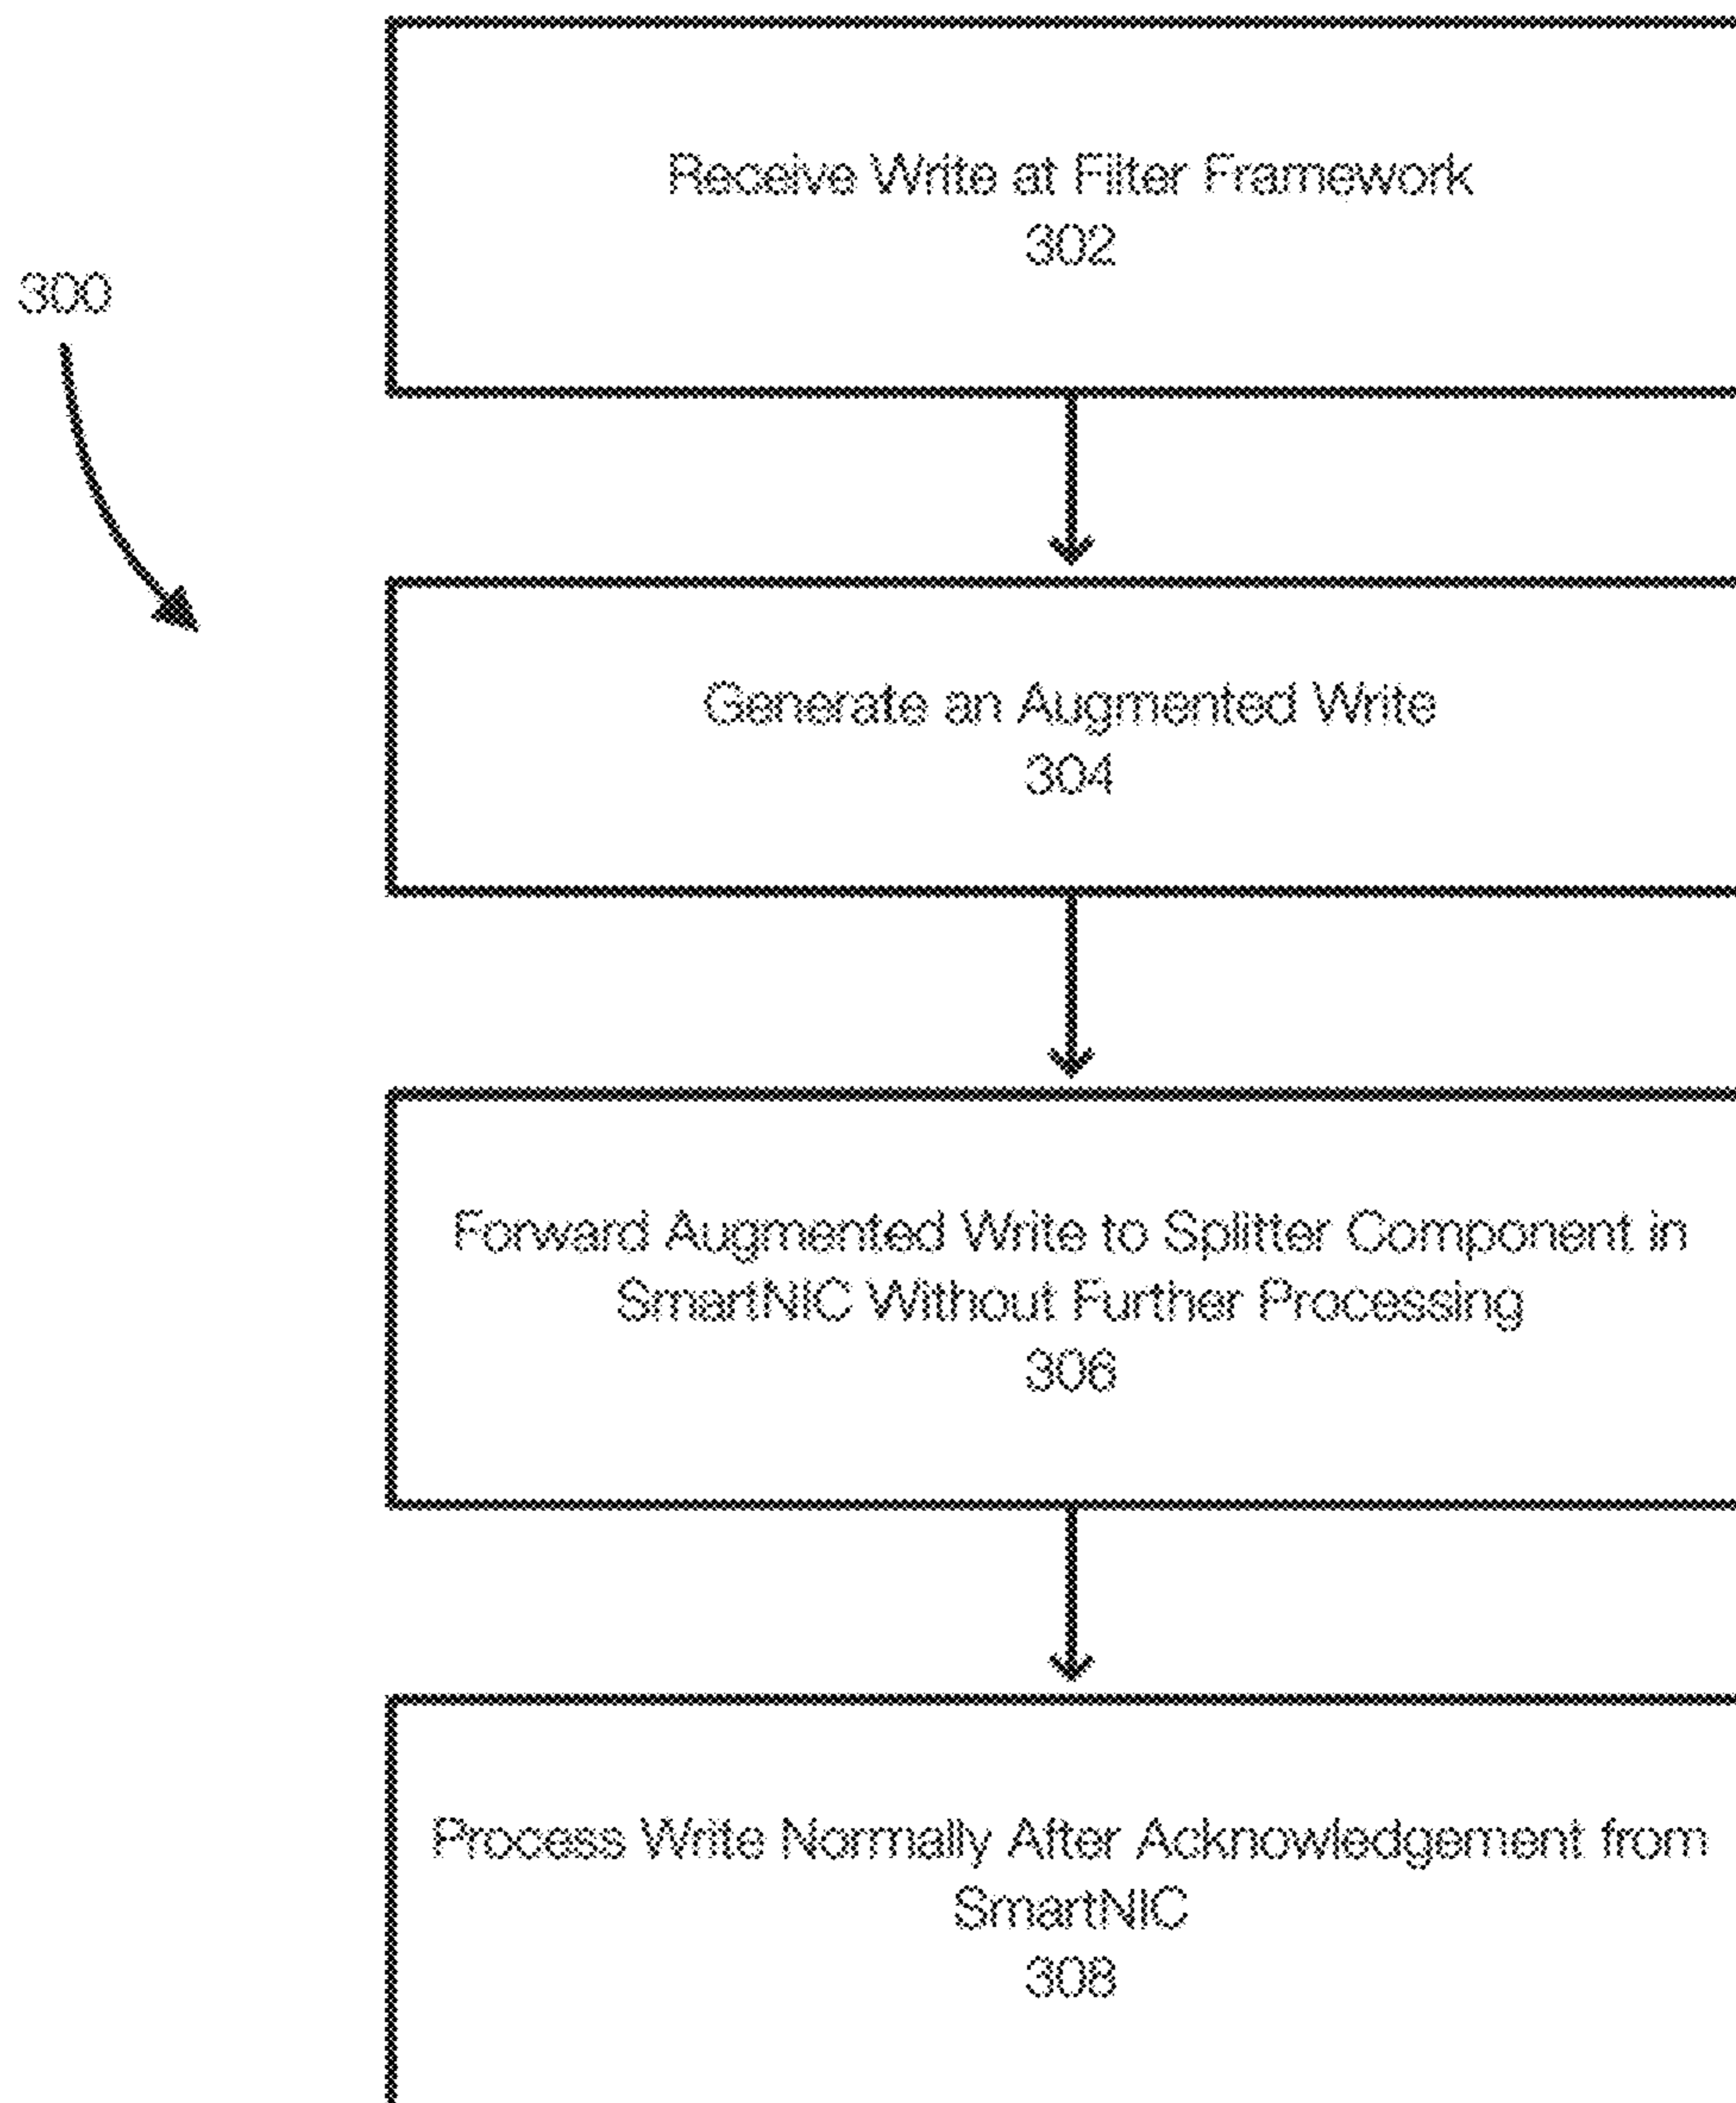 Receive Write at Filter Framework
302
300
Generate an Augmented Write
304
Forward Augmented Write to Splitter Component in
SmartNIC Without Further Processing
306
Process Write Normally After Acknowledgement from
SmartNIC
308